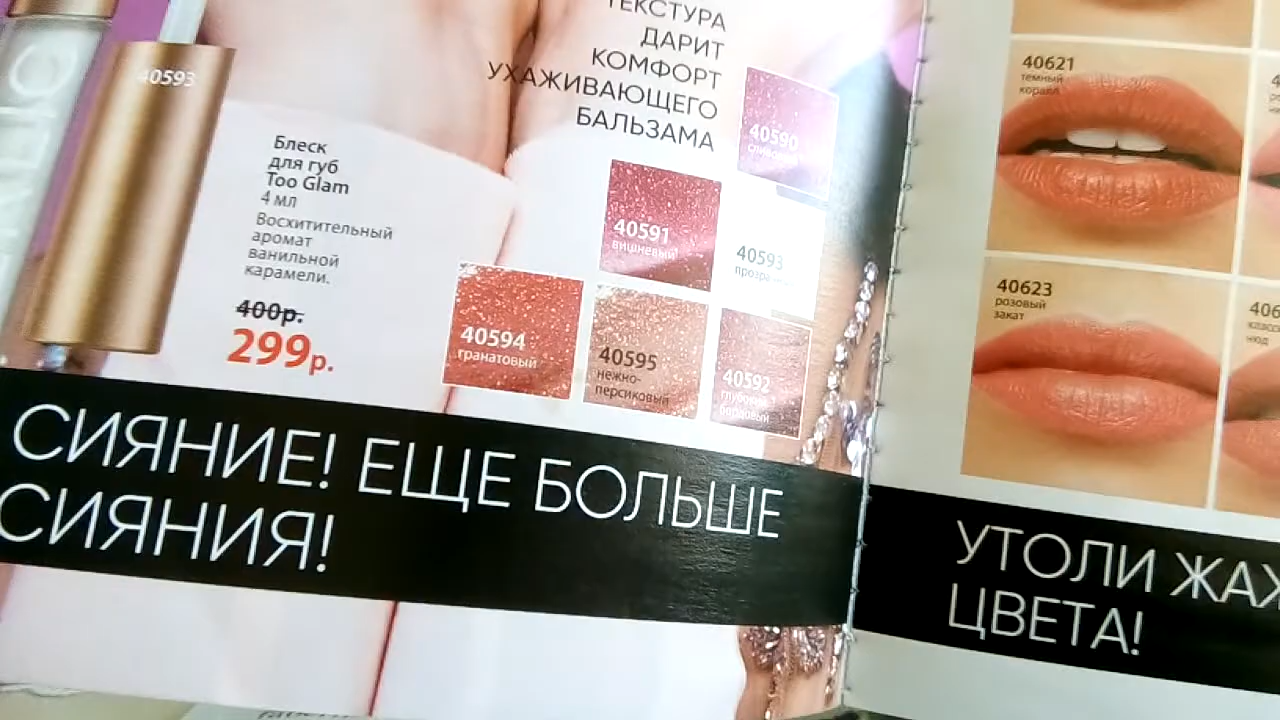 40593
Блеск
для губ
Too Glam
4 мл
Восхитительный
аромат
ванильной
карамели.
400р.
299р.
ТЕКСТУРА
ДАРИТ
КОМФОРТ
УХАЖИВАЮЩЕГО
БАЛЬЗАМА
40590
40591
вишневый
40593
40594
гранатовый
40595
нежно-
персиковый
40592
глубокий
бордовый
СИЯНИЕ! ЕЩЕ БОЛЬШЕ
СИЯНИЯ!
40621
темный
коралл
40623
розовый
закат
УТОЛИ
ЦВЕТА!